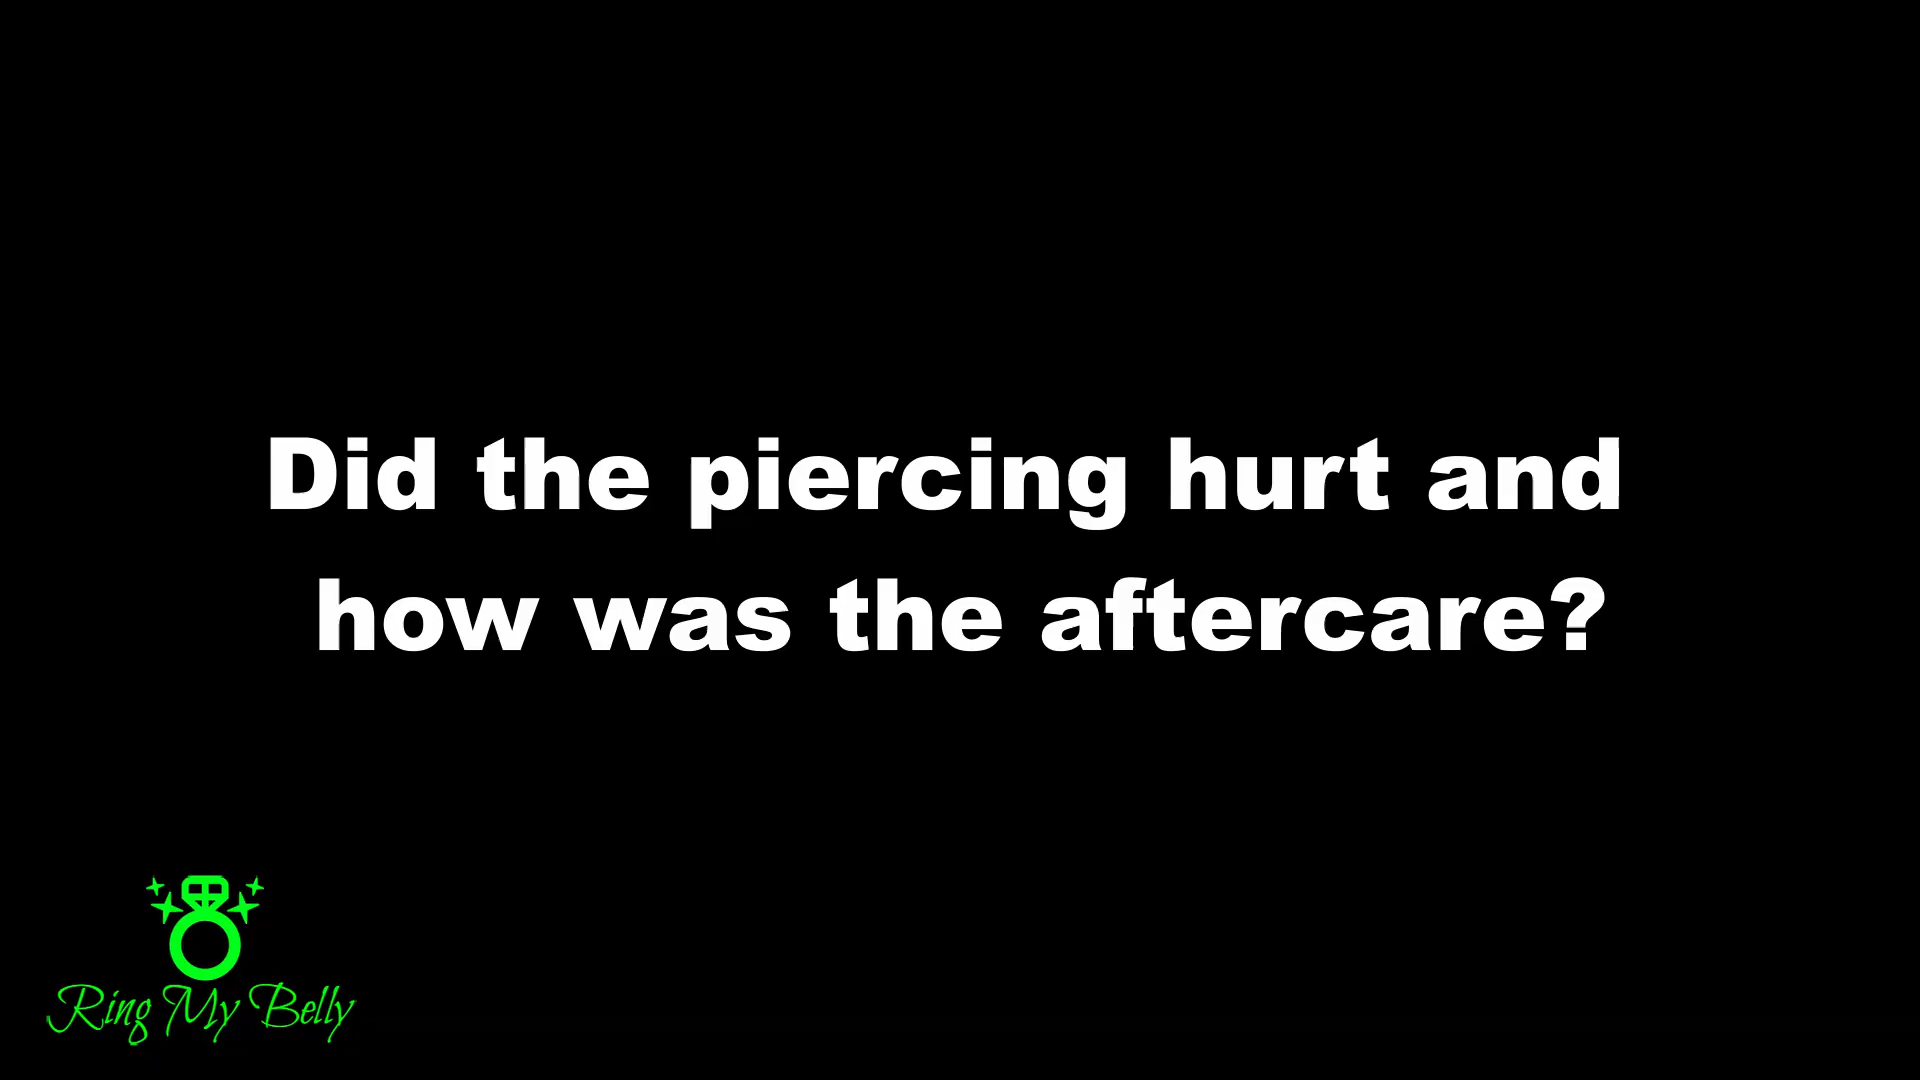 Did the piercing hurt and
how was the aftercare?
Ring My Belly